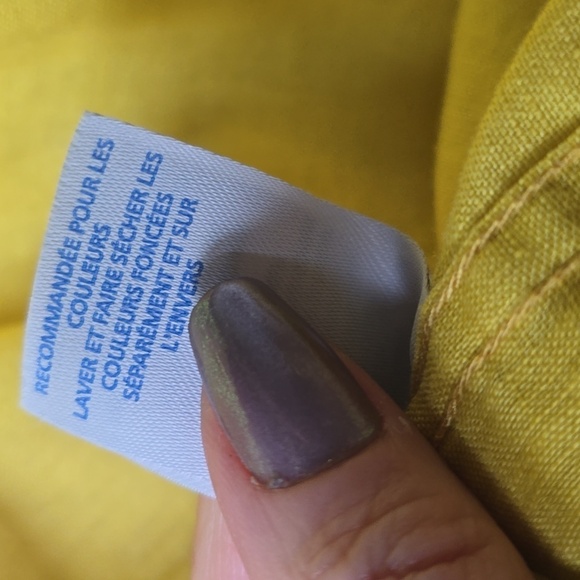 RECOMMANDÉE POUR LES
COULEURS
LAVER ET FAIRE SÉCHER LES
COULEURS FONCÉES
SÉPARÉMENT ET SUR
L'ENVERS